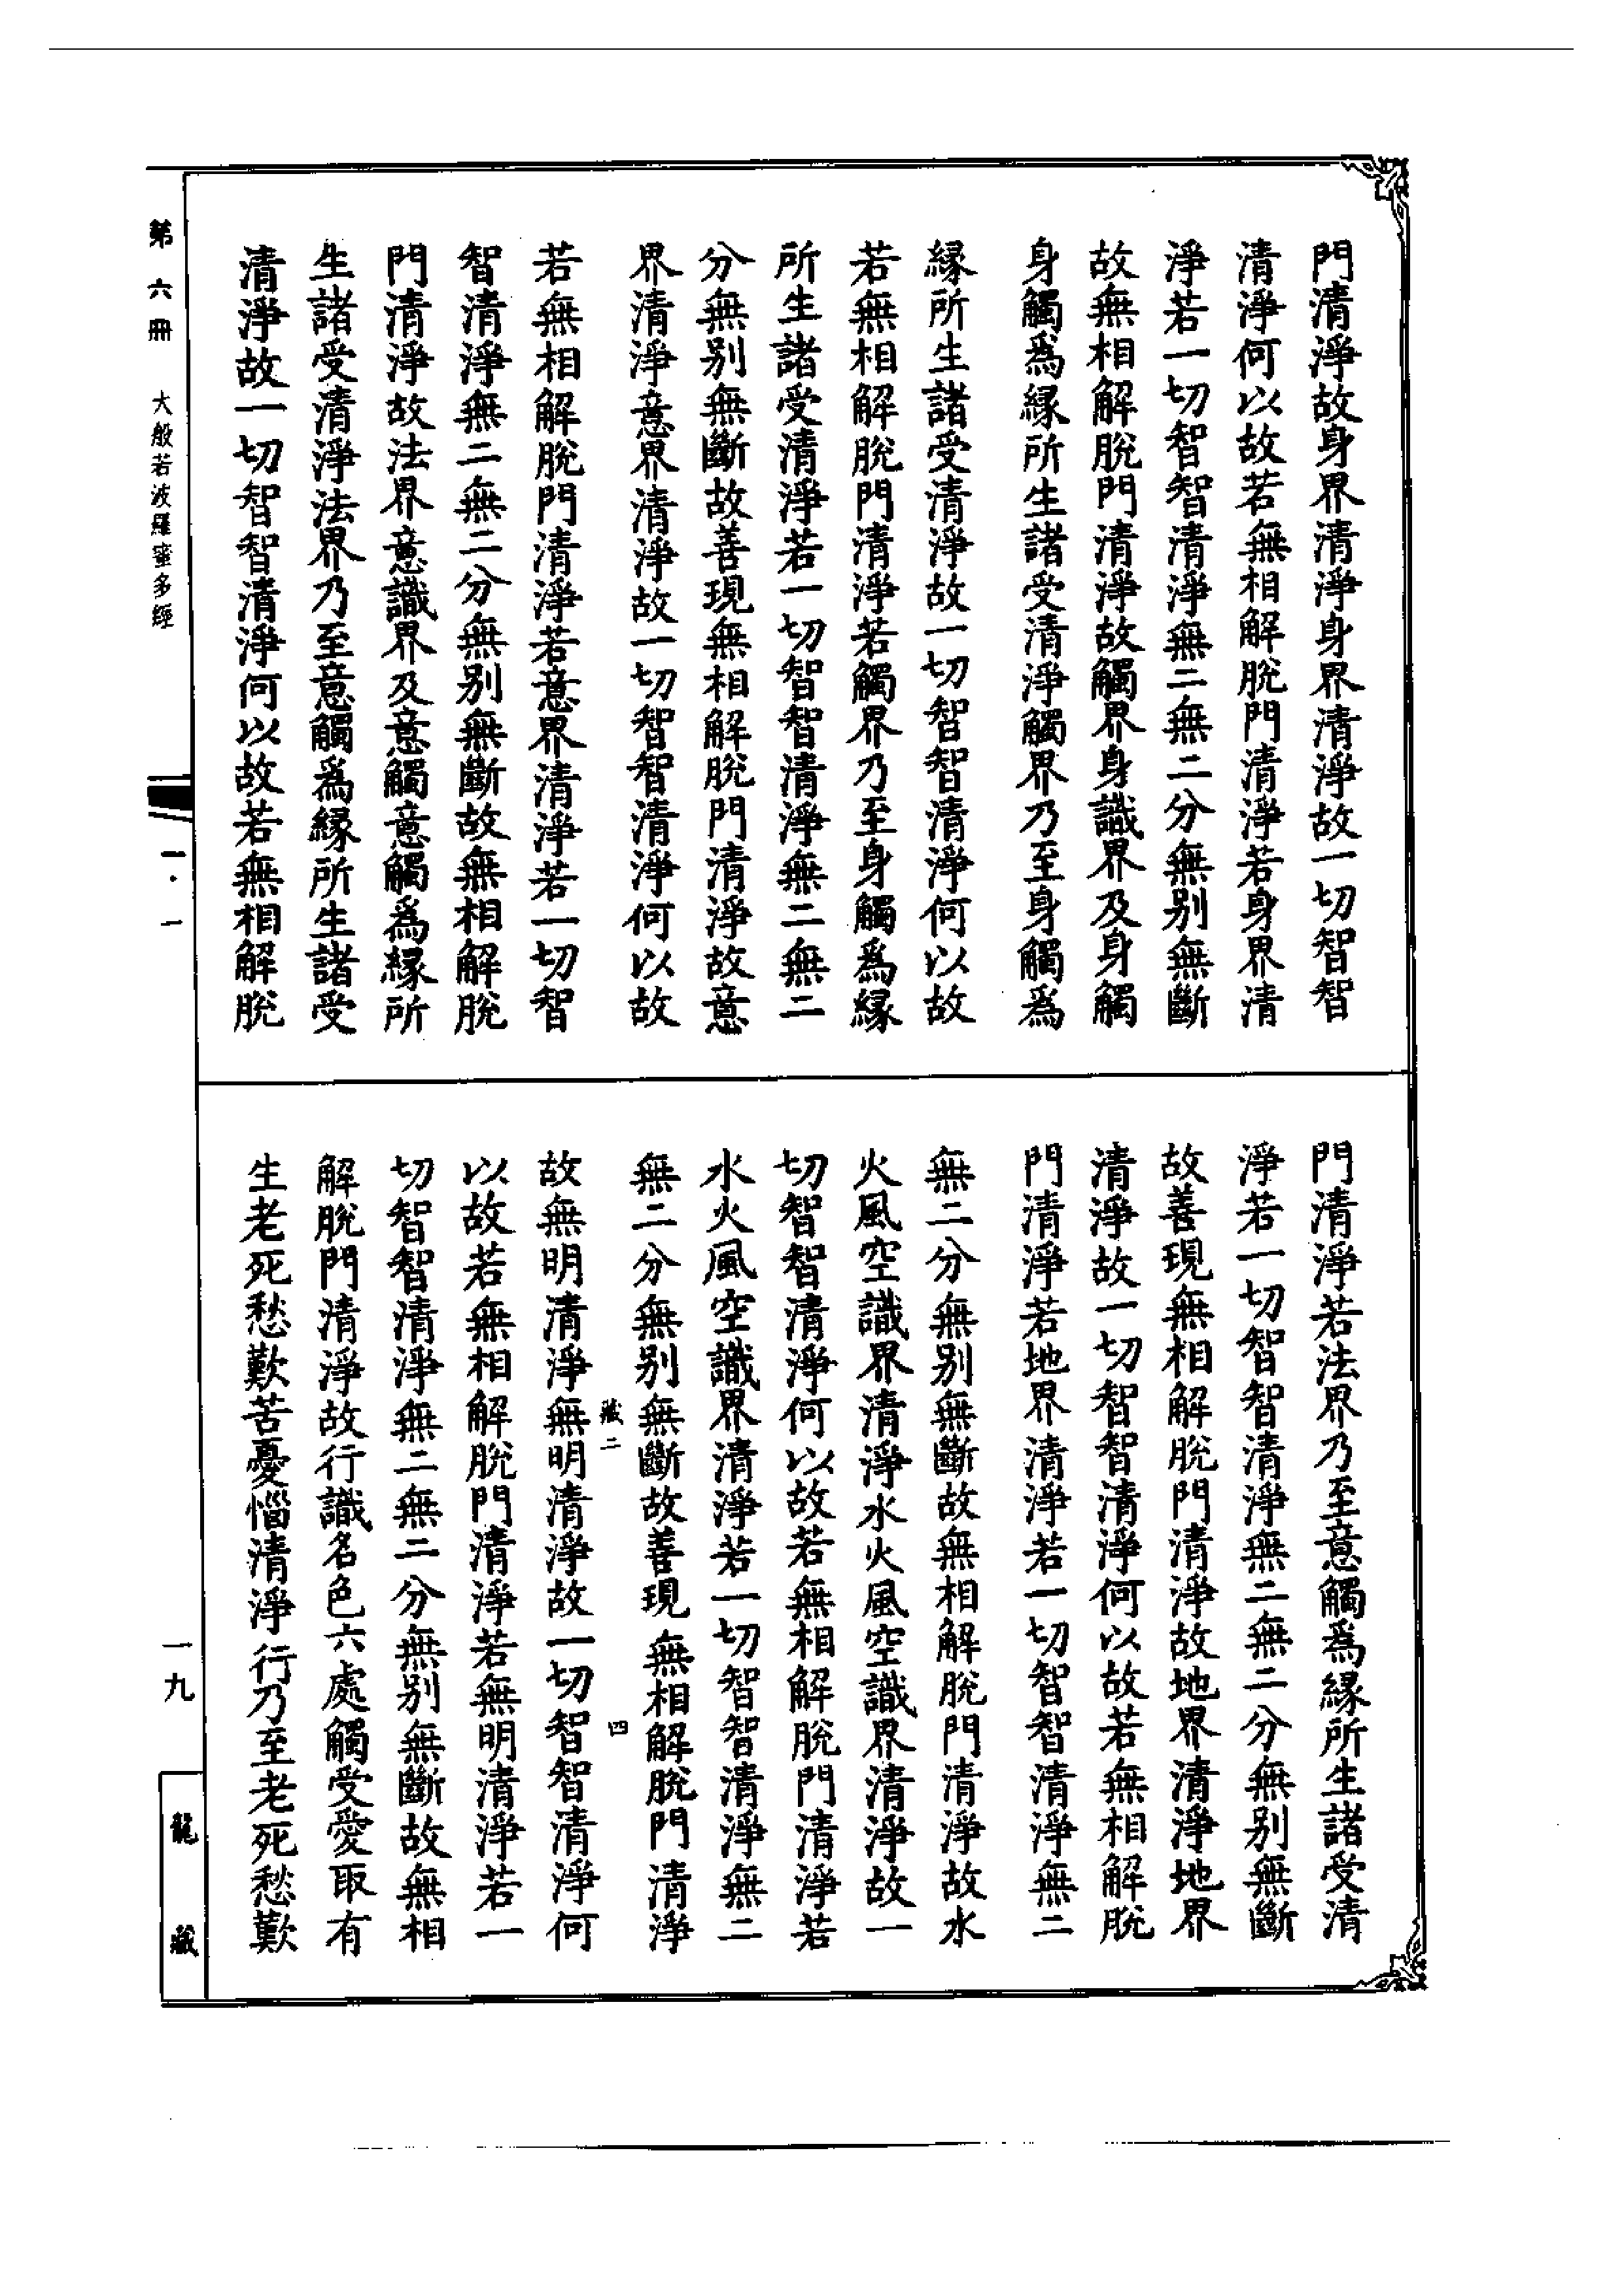 門清淨故身界清淨身界清淨故一切智智
清淨何以故若無相解脫門清淨若身界清
淨若一切智智清淨無二無二分無別無斷
故無相解脫門清淨故觸界身識界及身觸
身觸爲緣所生諸受清淨觸界乃至身觸爲
緣所生諸受清淨故一切智智清淨何以故
若無相解脫門清淨若觸界乃至身觸爲緣
所生諸受清淨若一切智智清淨無二無二
分無別無斷故善現無相解脫門清淨故意
界清淨意界清淨故一切智智清淨何以故
若無相解脫門清淨若意界清淨若一切智
智清淨無二無二分無別無斷故無相解脫
門清淨故法界意識界及意觸意觸爲緣所
生諸受清淨法界乃至意觸爲緣所生諸受
清淨故一切智智清淨何以故若無相解脫
門清淨若法界乃至意觸爲緣所生諸受清
淨若一切智智清淨無二無二分無別無斷
故善現無相解脫門清淨故地界清淨地界
清淨故一切智智清淨何以故若無相解脫
門清淨若地界清淨若一切智智清淨無二
無二分無別無斷故無相解脫門清淨故水
火風空識界清淨水火風空識界清淨故一
切智智清淨何以故若無相解脫門清淨若
水火風空識界清淨若一切智智清淨無二
無二分無別無斷故善現無相解脫門清淨
藏二 四
故無明清淨無明清淨故一切智智清淨何
以故若無相解脫門清淨若無明清淨若一
切智智清淨無二無二分無別無斷故無相
解脫門清淨故行識名色六處觸受愛取有
生老死愁歎苦憂惱清淨行乃至老死愁歎
第六冊 大般若波羅蜜多經
一·一
一九
龍藏